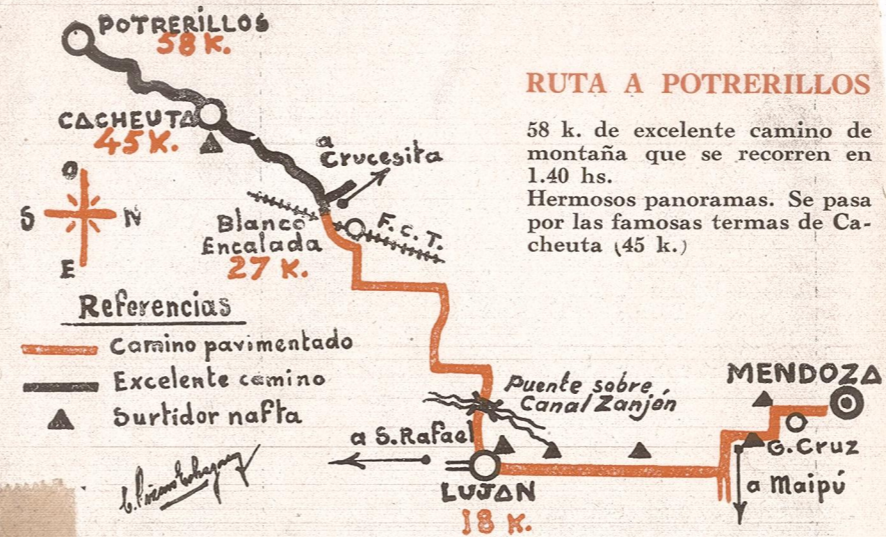 POTRERILLOS
58 K.
CACHEUTA
45 K.
a
Crucesita
O
S
N
E
Blanco
Encalada
27 K.
F.C.T.
RUTA A POTRERILLOS
58 k. de excelente camino de
montaña que se recorren en
1.40 hs.
Hermosos panoramas. Se pasa
por las famosas termas de Ca-
cheuta (45 k.)
Referencias
Camino pavimentado
Excelente camino
Surtidor nafta
Puente sobre
Canal Zanjón
MENDOZA
G. Cruz
a Maipú
a S. Rafael
LUJAN
18 K.